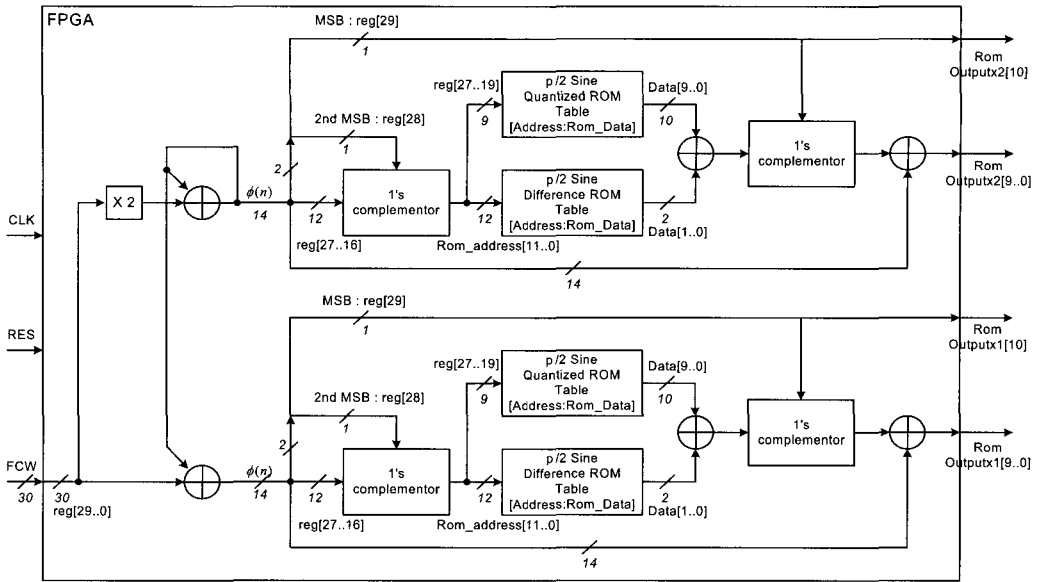 FPGA
MSB : reg[29]
1
Rom
Outputx2[10]
reg[27..19]
9
p/2 Sine
Quantized ROM
Table
[Address:Rom_Data]
Data[9..0]
10
2nd MSB : reg[28]
1
2
1's
complementor
1's
complementor
Rom
Outputx2[9..0]
X 2
ϕ(n)
14
12
reg[27..16]
12
Rom_address[11..0]
p/2 Sine
Difference ROM
Table
[Address:Rom_Data]
2
Data[1..0]
14
CLK
RES
FCW
30
30
reg[29..0]
MSB : reg[29]
1
Rom
Outputx1[10]
reg[27..19]
9
p/2 Sine
Quantized ROM
Table
[Address:Rom_Data]
Data[9..0]
10
2nd MSB : reg[28]
1
2
1's
complementor
1's
complementor
Rom
Outputx1[9..0]
ϕ(n)
14
12
reg[27..16]
12
Rom_address[11..0]
p/2 Sine
Difference ROM
Table
[Address:Rom_Data]
2
Data[1..0]
14